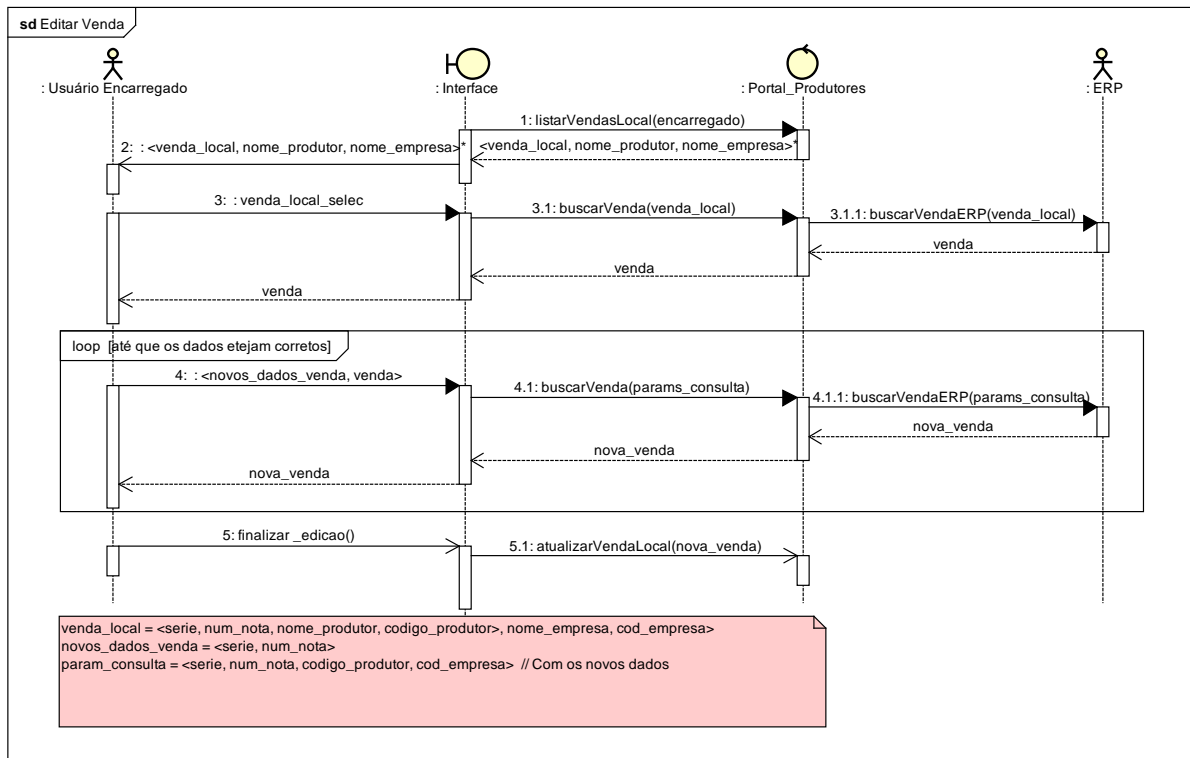 sd Editar Venda
: Usuário Encarregado
: Interface
: Portal_Produtores
: ERP
1: listarVendasLocal(encarregado)
2: : <venda_local, nome_produtor, nome_empresa>*
<venda_local, nome_produtor, nome_empresa>*
3: : venda_local_selec
3.1: buscarVenda(venda_local)
3.1.1: buscarVendaERP(venda_local)
venda
venda
venda
loop [até que os dados etejam corretos]
4: : <novos_dados_venda, venda>
4.1: buscarVenda(params_consulta)
4.1.1: buscarVendaERP(params_consulta)
nova_venda
nova_venda
nova_venda
5: finalizar _edicao()
5.1: atualizarVendaLocal(nova_venda)
venda_local = <serie, num_nota, nome_produtor, codigo_produtor>, nome_empresa, cod_empresa>
novos_dados_venda = <serie, num_nota>
param_consulta = <serie, num_nota, codigo_produtor, cod_empresa> // Com os novos dados